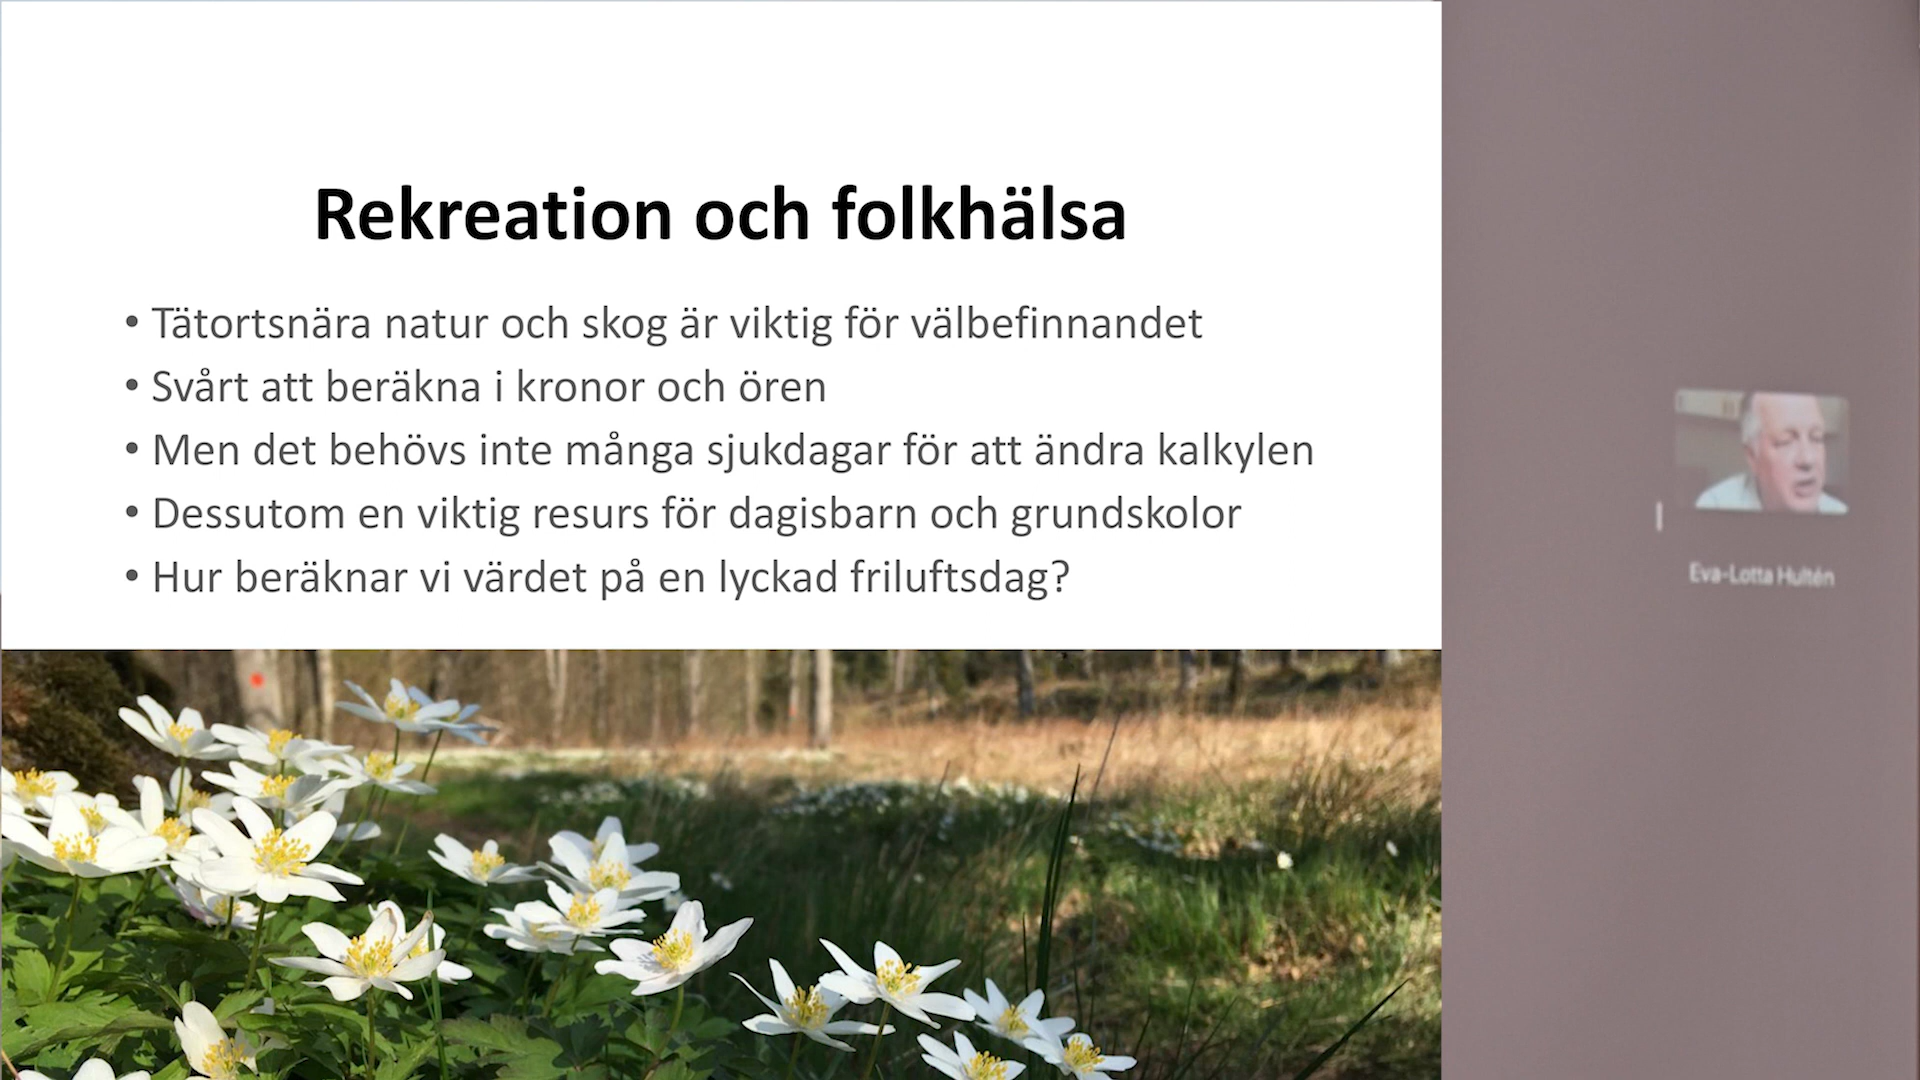 Rekreation och folkhälsa
• Tätortsnära natur och skog är viktig för välbefinnandet
• Svårt att beräkna i kronor och ören
• Men det behövs inte många sjukdagar för att ändra kalkylen
• Dessutom en viktig resurs för dagisbarn och grundskolor
• Hur beräknar vi värdet på en lyckad friluftsdag?
Eva-Lotta Hultén